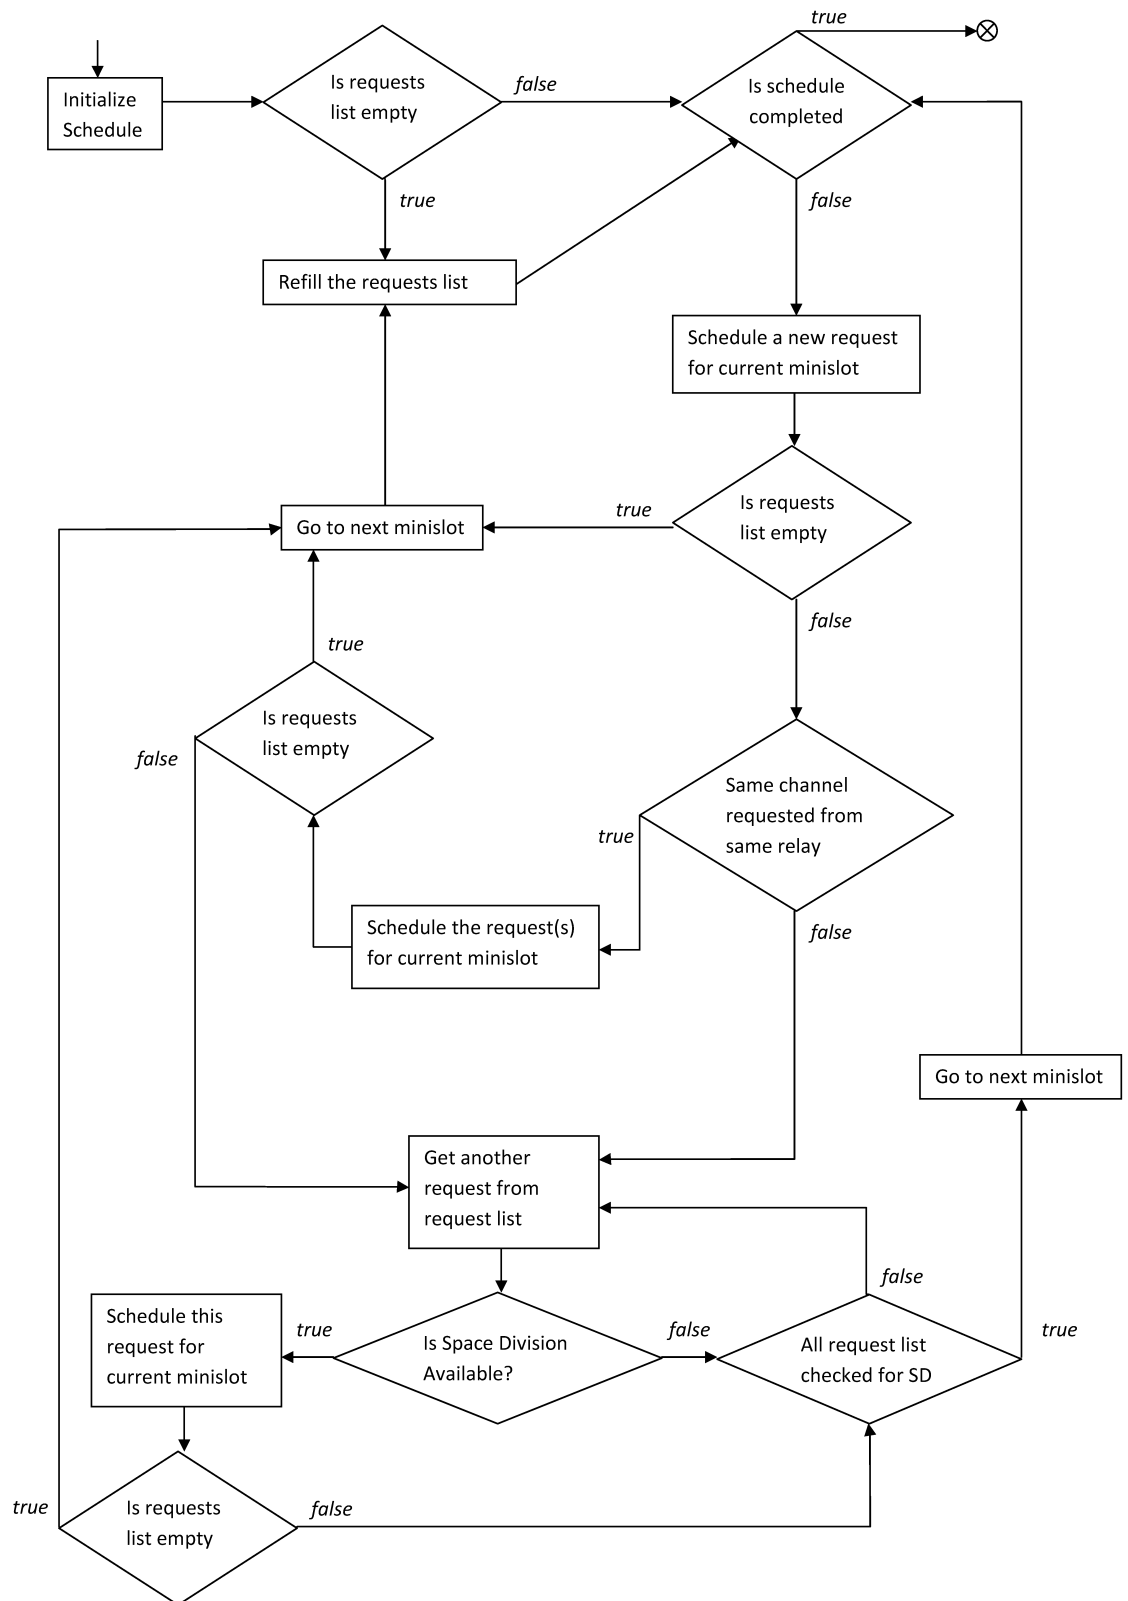 true
Initialize
Schedule
Is requests
list empty
false
Is schedule
completed
true
false
Refill the requests list
Schedule a new request
for current minislot
Go to next minislot
true
Is requests
list empty
false
true
Is requests
list empty
false
Same channel
requested from
same relay
true
Schedule the request(s)
for current minislot
false
Go to next minislot
Get another
request from
request list
false
Schedule this
request for
current minislot
true
Is Space Division
Available?
false
All request list
checked for SD
true
true
Is requests
list empty
false